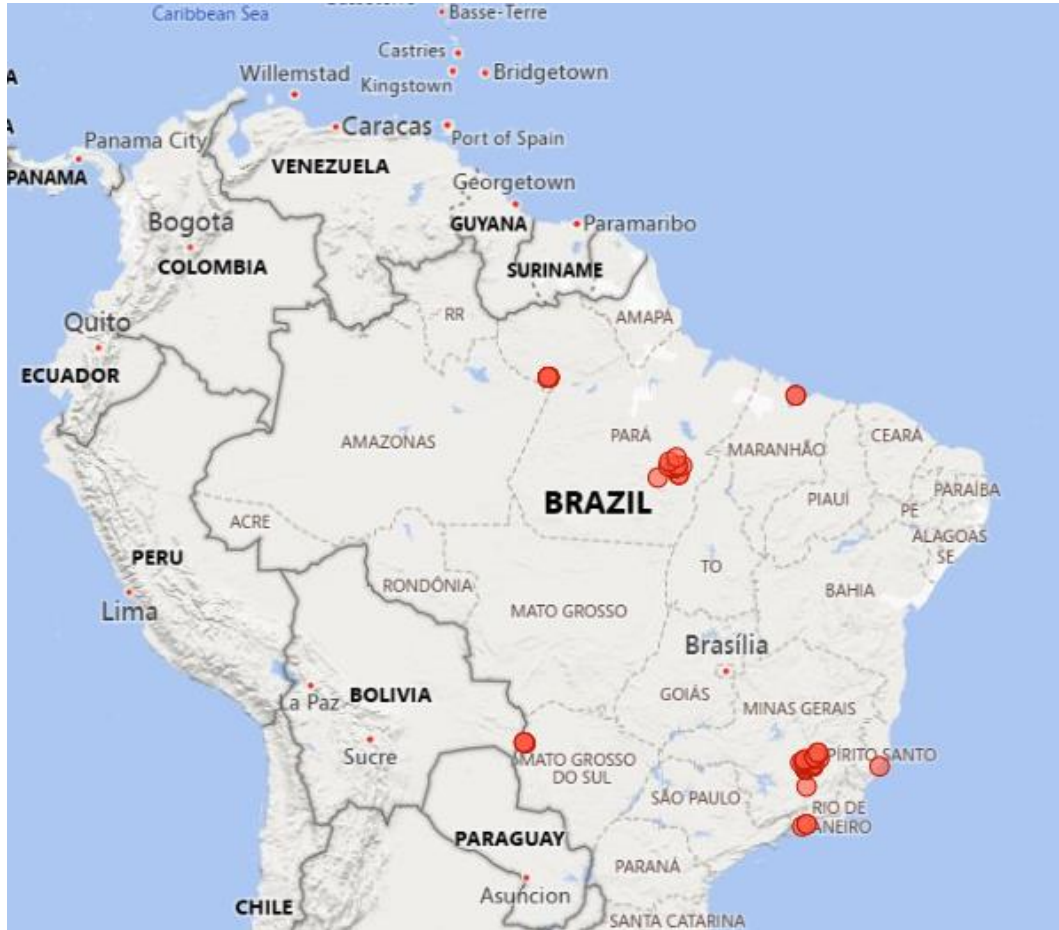 Caribbean Sea
Basse-Terre
Castries
Willemstad
Kingstown
Bridgetown
Panama City
Caracas
Port of Spain
PANAMA
VENEZUELA
Georgetown
Bogota
GUYANA
Paramaribo
COLOMBIA
SURINAME
RR
AMAPÁ
Quito
ECUADOR
AMAZONAS
PARÁ
MARANHÃO
CEARÁ
BRAZIL
PIAUÍ
PARAÍBA
PE
ACRE
ALAGOAS
SE
PERU
TO
RONDÔNIA
BAHIA
Lima
MATO GROSSO
Brasília
La Paz
BOLIVIA
GOIÁS
MINAS GERAIS
Sucre
MATO GROSSO
DO SUL
PÍRITO SANTO
SÃO PAULO
RIO DE
ANEIRO
PARAGUAY
PARANÁ
Asuncion
CHILE
SANTA CATARINA